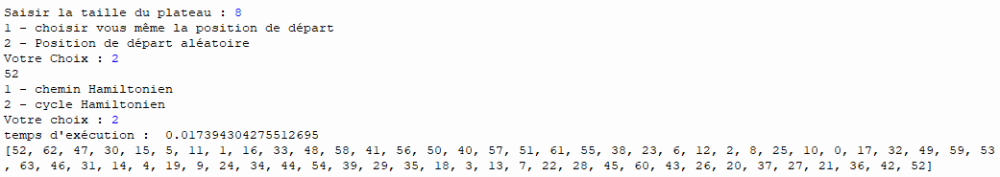 Saisir la taille du plateau : 8
1 - choisir vous même la position de départ
2 - Position de départ aléatoire
Votre Choix : 2
52
1 - chemin Hamiltonien
2 - cycle Hamiltonien
Votre choix : 2
temps d'exécution :  0.017394304275512695
[52, 62, 47, 30, 15, 5, 11, 1, 16, 33, 48, 58, 41, 56, 50, 40, 57, 51, 61, 55, 38, 23, 6, 12, 2, 8, 25, 10, 0, 17, 32, 49, 59, 53
, 63, 46, 31, 14, 4, 19, 9, 24, 34, 44, 54, 39, 29, 35, 18, 3, 13, 7, 22, 28, 45, 60, 43, 26, 20, 37, 27, 21, 36, 42, 52]